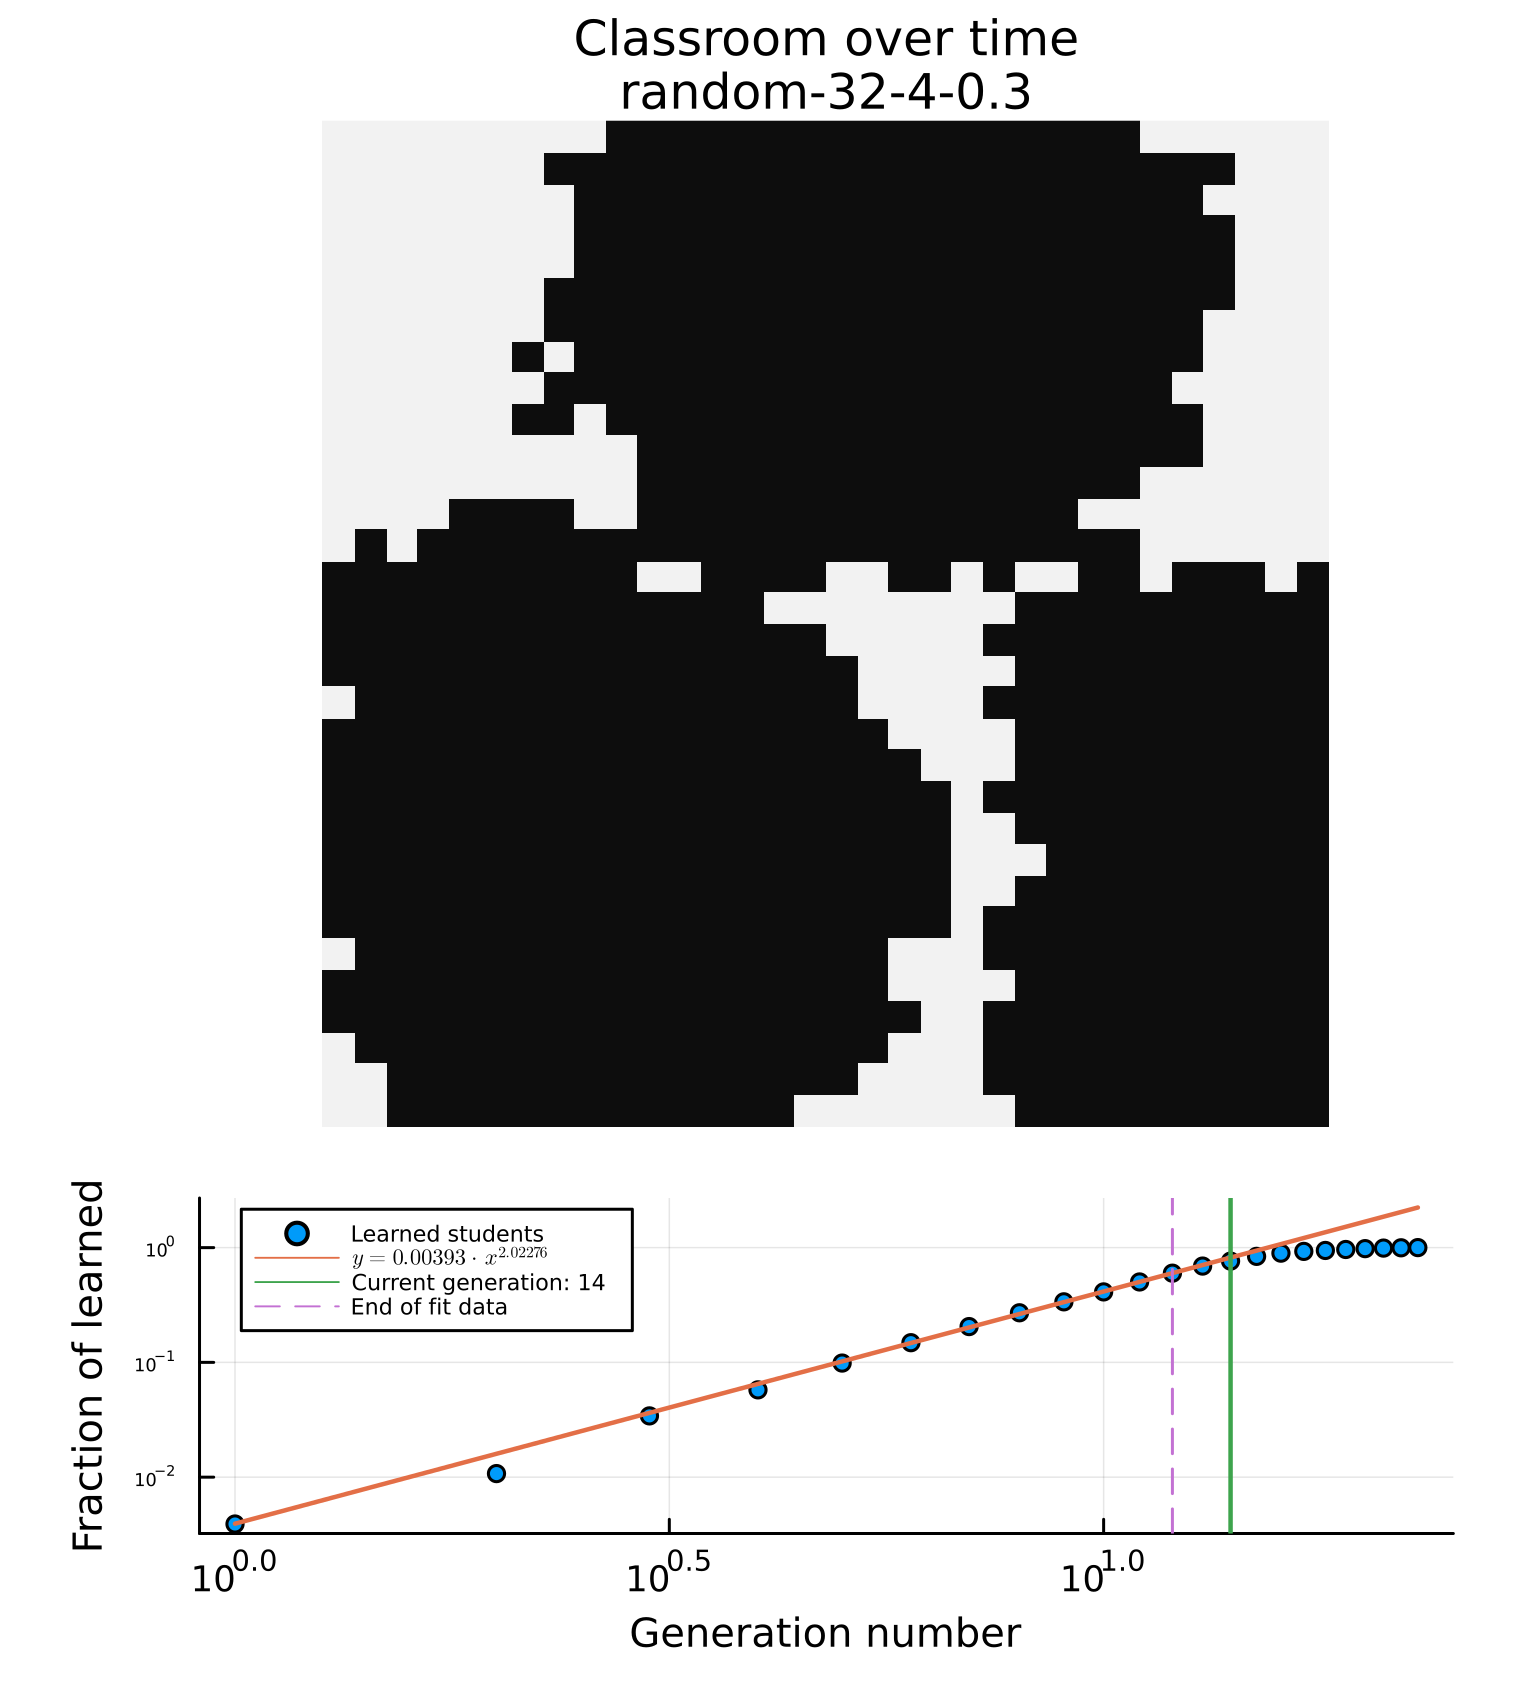 Classroom over time
random-32-4-0.3
Fraction of learned
Learned students
y = 0.00393 · x^2.02276
Current generation: 14
End of fit data
10^0
10^−1
10^−2
10^0.0
10^0.5
10^1.0
Generation number